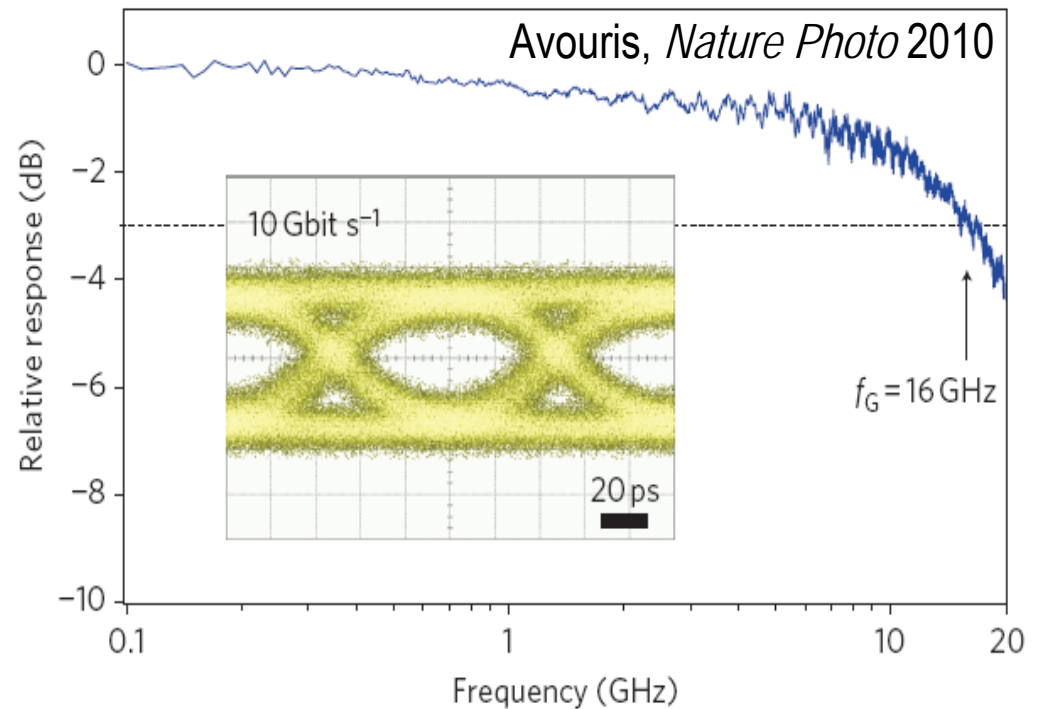 Avouris, Nature Photo 2010
0
−2
−4
−6
−8
−10
Relative response (dB)
10 Gbit s⁻¹
20 ps
f_G = 16 GHz
0.1
1
10
20
Frequency (GHz)